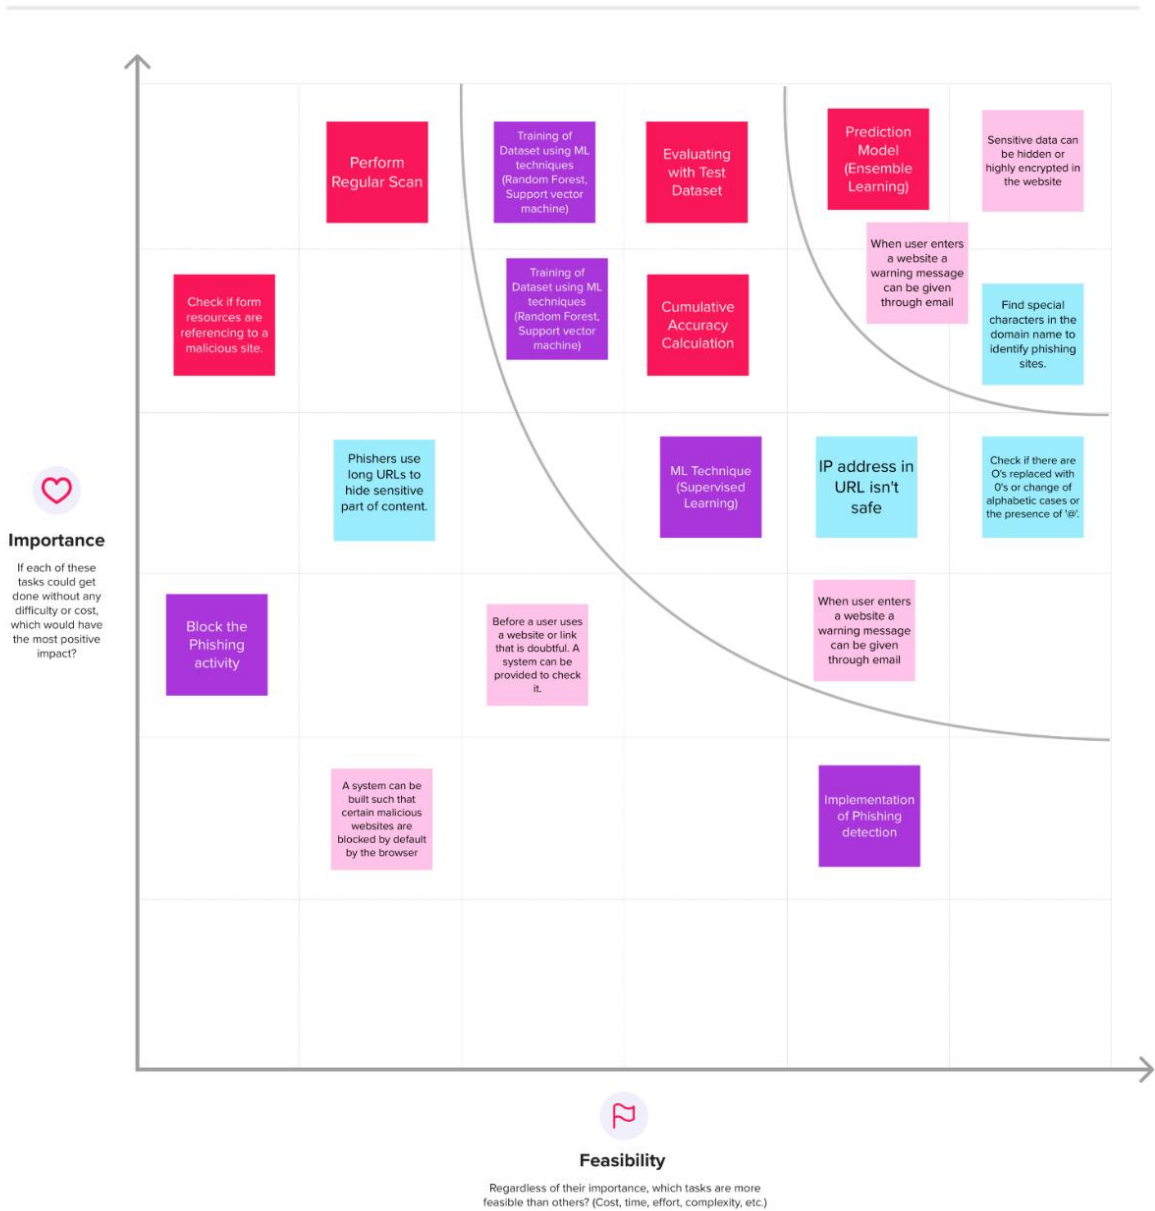 Perform
Regular Scan
Training of
Dataset using ML
techniques
(Random Forest,
Support vector
machine)
Evaluating
with Test
Dataset
Prediction
Model
(Ensemble
Learning)
Sensitive data can
be hidden or
highly encrypted in
the website
When user enters
a website a
warning message
can be given
through email
Check if form
resources are
referencing to a
malicious site.
Training of
Dataset using ML
techniques
(Random Forest,
Support vector
machine)
Cumulative
Accuracy
Calculation
Find special
characters in the
domain name to
identify phishing
sites.
Phishers use
long URLs to
hide sensitive
part of content.
ML Technique
(Supervised
Learning)
IP address in
URL isn't
safe
Check if there are
O's replaced with
0's or change of
alphabetic cases or
the presence of '@'.
Importance
If each of these
tasks could get
done without any
difficulty or cost,
which would have
the most positive
impact?
Block the
Phishing
activity
Before a user uses
a website or link
that is doubtful. A
system can be
provided to check
it.
When user enters
a website a
warning message
can be given
through email
A system can be
built such that
certain malicious
websites are
blocked by default
by the browser
Implementation
of Phishing
detection
Feasibility
Regardless of their importance, which tasks are more
feasible than others? (Cost, time, effort, complexity, etc.)